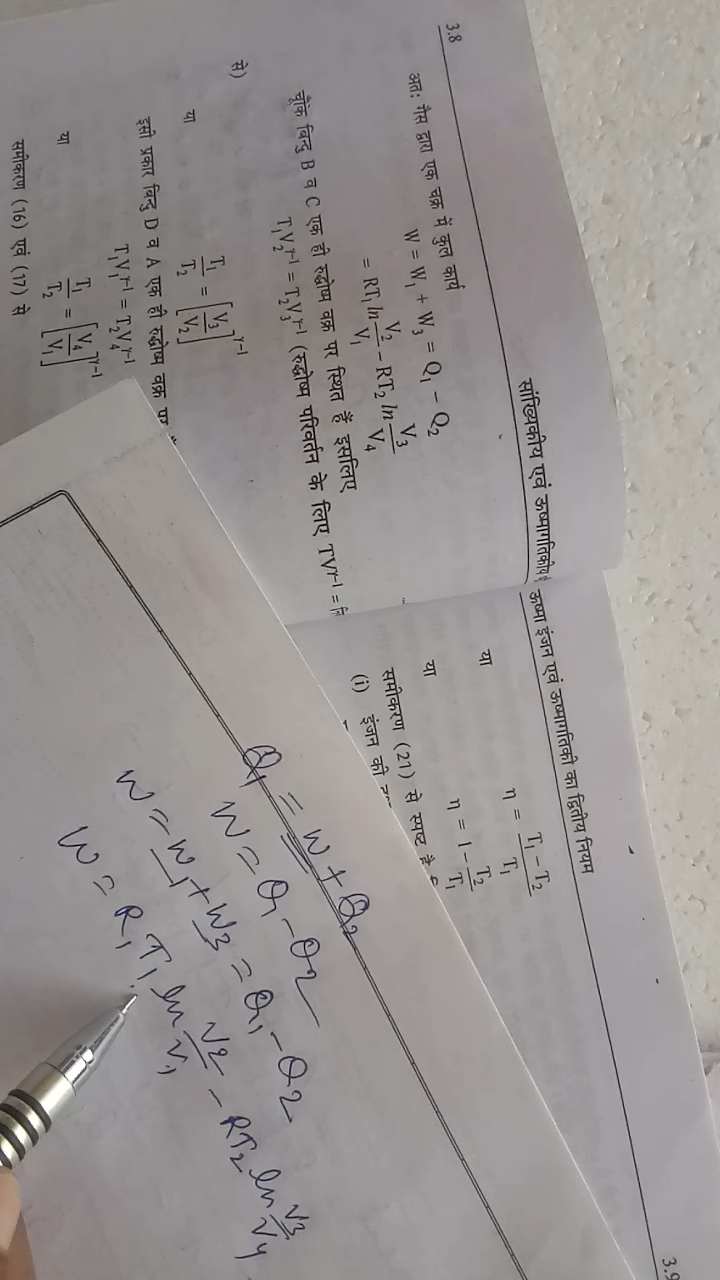 3.8
सांख्यिकीय एवं ऊष्मागतिकीय
अतः गैस द्वारा एक चक्र में कुल कार्य
W = W₁ + W₃ = Q₁ − Q₂
= RT₁ ln V₂/V₁ − RT₂ ln V₃/V₄
चूँकि बिन्दु B व C एक ही रुद्धोष्म वक्र पर स्थित हैं इसलिए
T₁V₂^γ−1 = T₂V₃^γ−1 (रुद्धोष्म परिवर्तन के लिए TV^γ−1 =
से)
या T₁/T₂ = [V₃/V₂]^γ−1
इसी प्रकार बिन्दु D व A एक ही रुद्धोष्म वक्र पर
T₁V₁^γ−1 = T₂V₄^γ−1
या T₁/T₂ = [V₄/V₁]^γ−1
समीकरण (16) एवं (17) से
ऊष्मा इंजन एवं ऊष्मागतिकी का द्वितीय नियम
3.9
η = T₁ − T₂/T₁
या η = 1 − T₂/T₁
या
समीकरण (21) से स्पष्ट है
(i) इंजन की
Q₁ = W + Q₂
W = Q₁ − Q₂
W = W₁ + W₃ = Q₁ − Q₂
W = R₁T₁ ln V₂/V₁ − RT₂ ln V₃/V₄